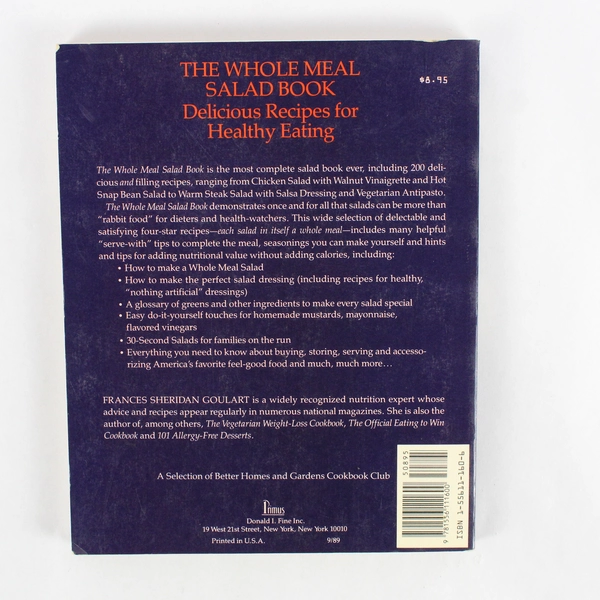 THE WHOLE MEAL
SALAD BOOK
Delicious Recipes for
Healthy Eating
$8.95
The Whole Meal Salad Book is the most complete salad book ever, including 200 deli-
cious and filling recipes, ranging from Chicken Salad with Walnut Vinaigrette and Hot
Snap Bean Salad to Warm Steak Salad with Salsa Dressing and Vegetarian Antipasto.
The Whole Meal Salad Book demonstrates once and for all that salads can be more than
“rabbit food” for dieters and health-watchers. This wide selection of delectable and
satisfying four-star recipes—each salad in itself a whole meal—includes many helpful
“serve-with” tips to complete the meal, seasonings you can make yourself and hints
and tips for adding nutritional value without adding calories, including:
• How to make a Whole Meal Salad
• How to make the perfect salad dressing (including recipes for healthy,
“nothing artificial” dressings)
• A glossary of greens and other ingredients to make every salad special
• Easy do-it-yourself touches for homemade mustards, mayonnaise,
flavored vinegars
• 30-Second Salads for families on the run
• Everything you need to know about buying, storing, serving and accesso-
rizing America’s favorite feel-good food and much, much more…
FRANCES SHERIDAN GOULART is a widely recognized nutrition expert whose
advice and recipes appear regularly in numerous national magazines. She is also the
author of, among others, The Vegetarian Weight-Loss Cookbook, The Official Eating to Win
Cookbook and 101 Allergy-Free Desserts.
A Selection of Better Homes and Gardens Cookbook Club
Primus
Donald I. Fine Inc.
19 West 21st Street, New York, New York 10010
Printed in U.S.A. 9/89
50895
9 781556 111600
ISBN 1-55611-160-6